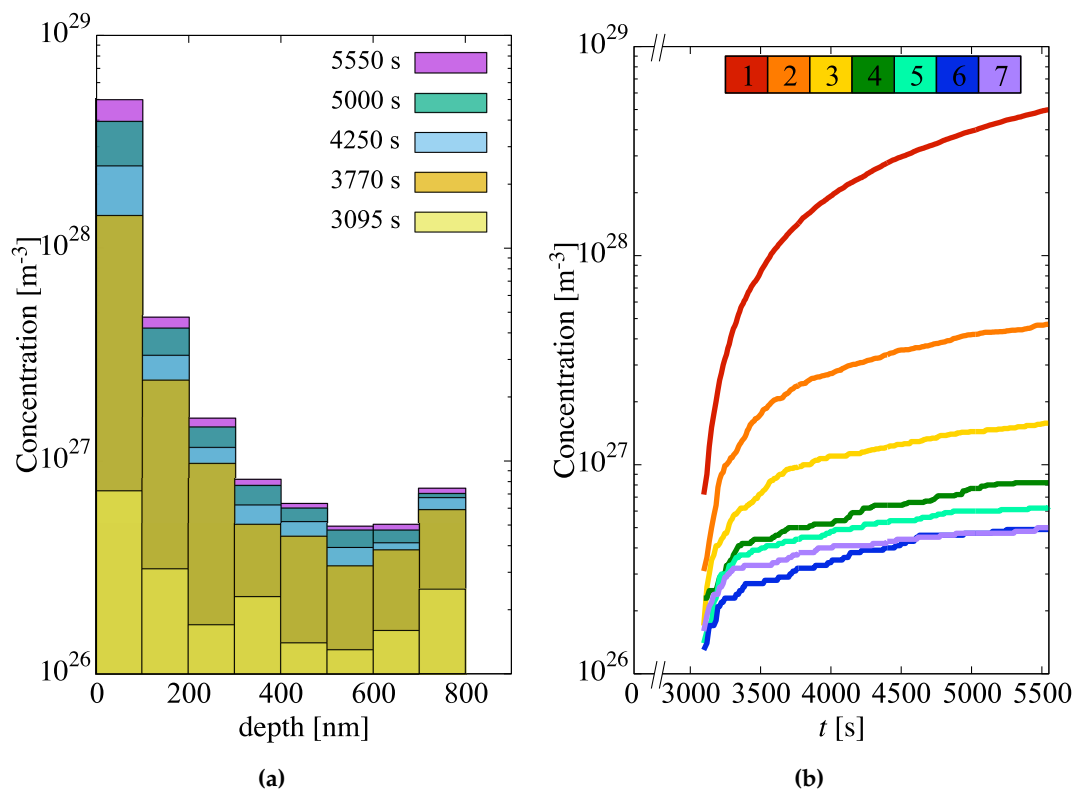 10^29
10^28
10^27
10^26
Concentration [m^-3]
5550 s
5000 s
4250 s
3770 s
3095 s
0 200 400 600 800
depth [nm]
(a)
10^29
10^28
10^27
10^26
Concentration [m^-3]
1 2 3 4 5 6 7
0 3000 3500 4000 4500 5000 5500
t [s]
(b)